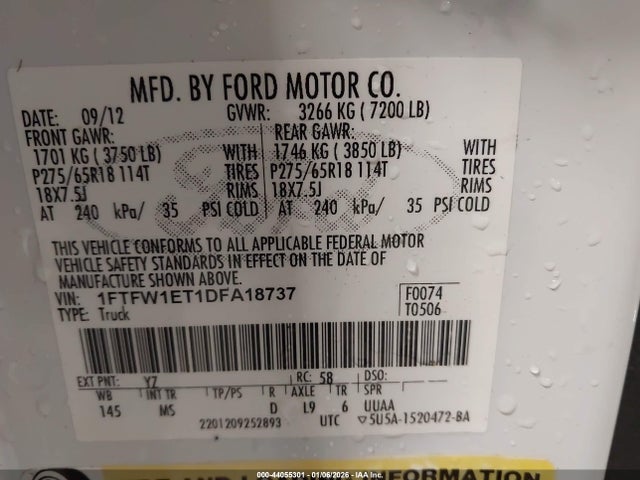 MFD. BY FORD MOTOR CO.
DATE: 09/12 GVWR: 3266 KG ( 7200 LB)
FRONT GAWR: REAR GAWR:
1701 KG ( 3750 LB) WITH 1746 KG ( 3850 LB) WITH
P275/65R18 114T TIRES P275/65R18 114T TIRES
18X7.5J RIMS 18X7.5J RIMS
AT 240 kPa/ 35 PSI COLD AT 240 kPa/ 35 PSI COLD
Ford
THIS VEHICLE CONFORMS TO ALL APPLICABLE FEDERAL MOTOR
VEHICLE SAFETY STANDARDS IN EFFECT ON THE DATE OF
MANUFACTURE SHOWN ABOVE.
VIN: 1FTFW1ET1DFA18737 F0074
TYPE: Truck T0506
EXT PNT: YZ RC: 58 DSO:
WB INT TR TP/PS R AXLE TR SPR
145 MS D L9 6 UUAA
2201209252893 UTC ▽5U5A-1520472-BA
INFORMATION
000-44055301 - 01/06/2026 - IAA Inc.